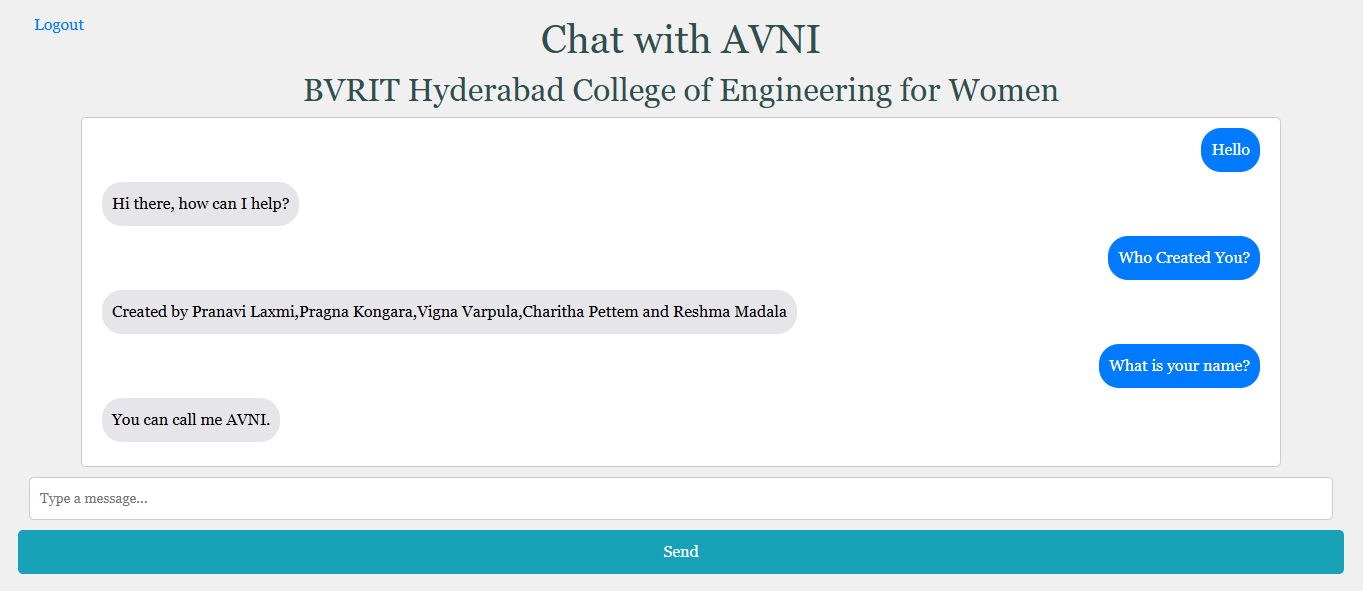 Logout
Chat with AVNI
BVRIT Hyderabad College of Engineering for Women
Hello
Hi there, how can I help?
Who Created You?
Created by Pranavi Laxmi,Pragna Kongara,Vigna Varpula,Charitha Pettem and Reshma Madala
What is your name?
You can call me AVNI.
Type a message...
Send